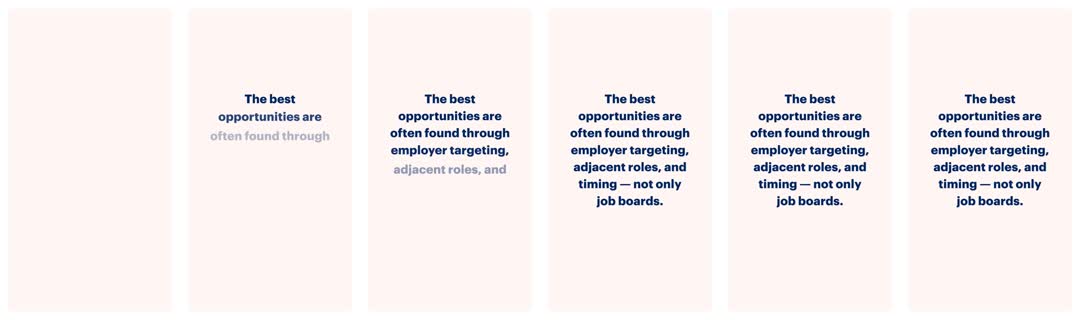 The best
opportunities are
often found through
The best
opportunities are
often found through
employer targeting,
adjacent roles, and
The best
opportunities are
often found through
employer targeting,
adjacent roles, and
timing — not only
job boards.
The best
opportunities are
often found through
employer targeting,
adjacent roles, and
timing — not only
job boards.
The best
opportunities are
often found through
employer targeting,
adjacent roles, and
timing — not only
job boards.